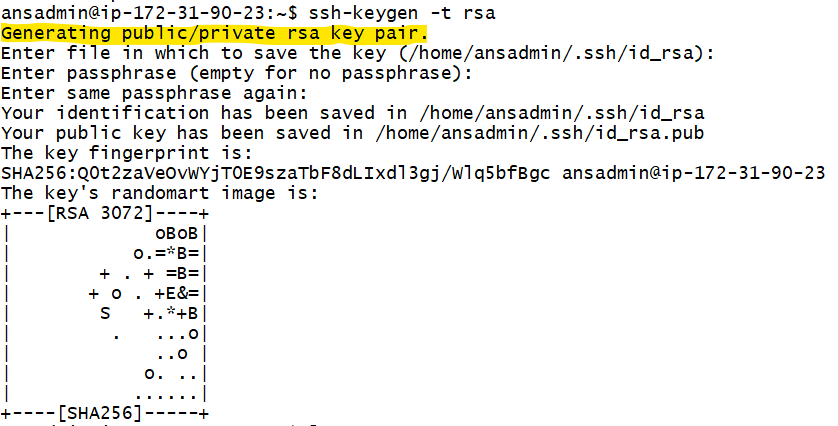 ansadmin@ip-172-31-90-23:~$ ssh-keygen -t rsa
Generating public/private rsa key pair.
Enter file in which to save the key (/home/ansadmin/.ssh/id_rsa):
Enter passphrase (empty for no passphrase):
Enter same passphrase again:
Your identification has been saved in /home/ansadmin/.ssh/id_rsa
Your public key has been saved in /home/ansadmin/.ssh/id_rsa.pub
The key fingerprint is:
SHA256:QOt2zaVeOvWYjTOE9szaTbF8dLIxdl3gj/Wlq5bfBgc ansadmin@ip-172-31-90-23
The key's randomart image is:
+---[RSA 3072]----+
|             oBoB|
|           o.=*B=|
|        + . + =B=|
|       + o . +E&=|
|        S   +.*+B|
|         .   ...o|
|             ..o |
|            o. ..|
|           ......|
+----[SHA256]-----+